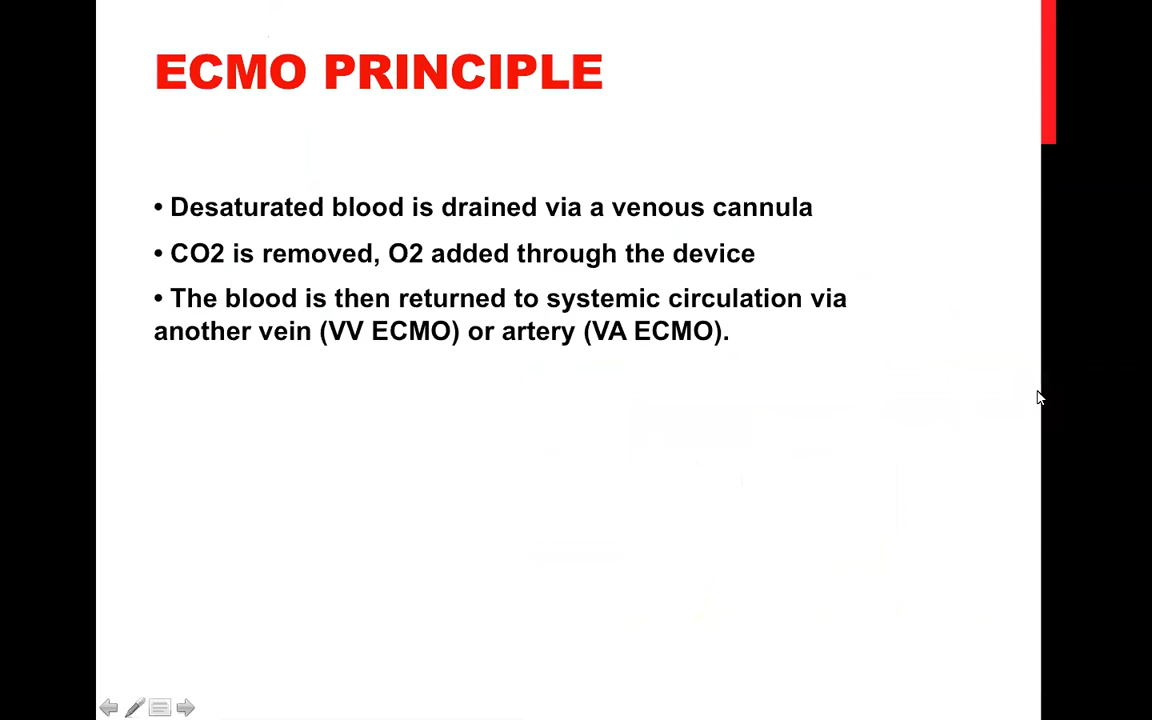 ECMO PRINCIPLE
• Desaturated blood is drained via a venous cannula
• CO2 is removed, O2 added through the device
• The blood is then returned to systemic circulation via
another vein (VV ECMO) or artery (VA ECMO).